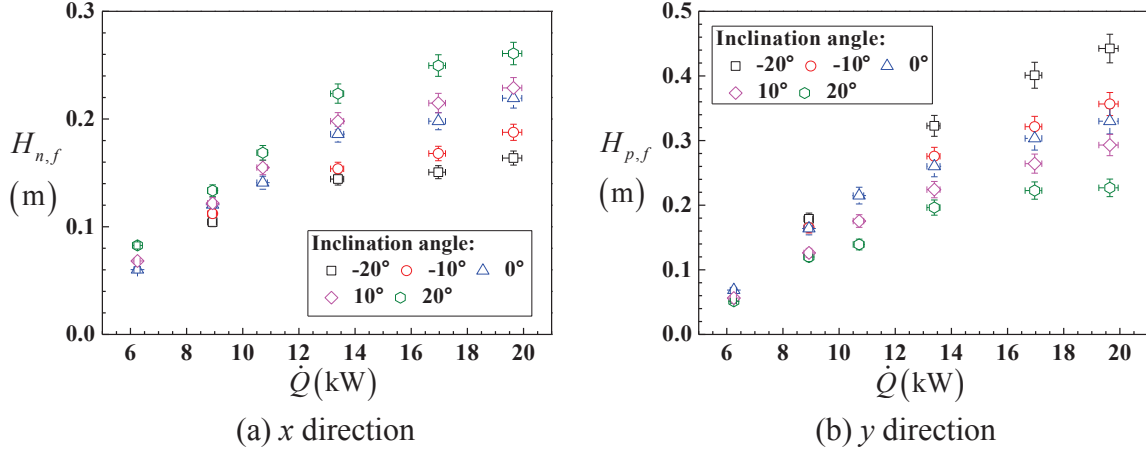 0.3
0.2
0.1
0.0
H_{n,f}
(m)
Inclination angle:
-20° -10° 0°
10° 20°
6 8 10 12 14 16 18 20
Q̇(kW)
(a) x direction
0.5
0.4
0.3
0.2
0.1
0.0
H_{p,f}
(m)
Inclination angle:
-20° -10° 0°
10° 20°
6 8 10 12 14 16 18 20
Q̇(kW)
(b) y direction